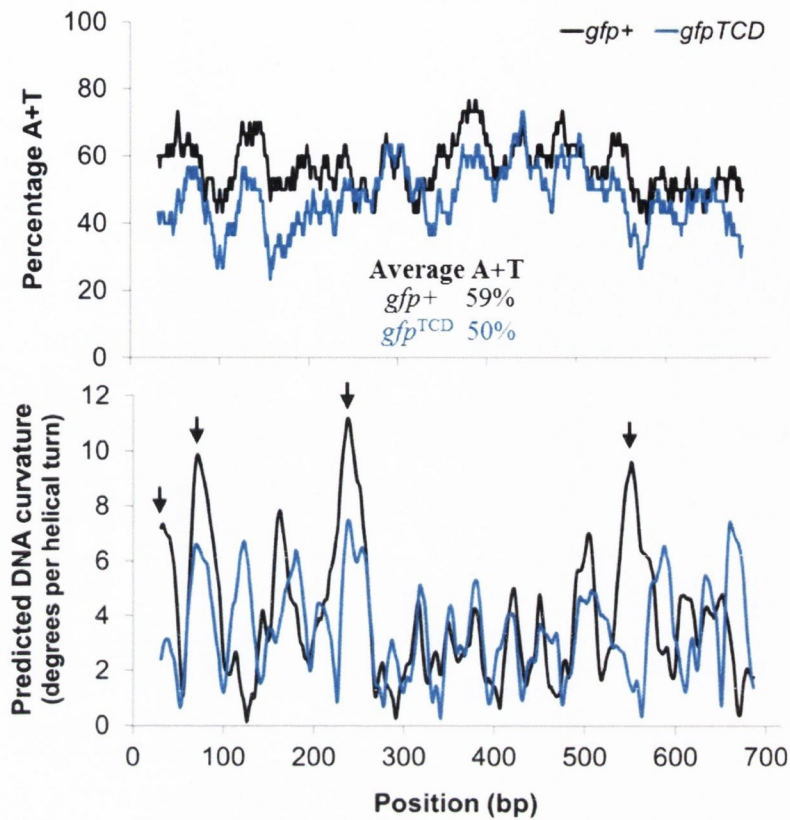 100
gfp+ gfpTCD
80
60
40
20
0
Percentage A+T
Average A+T
gfp+ 59%
gfpTCD 50%
12
10
8
6
4
2
0
Predicted DNA curvature
(degrees per helical turn)
0 100 200 300 400 500 600 700
Position (bp)